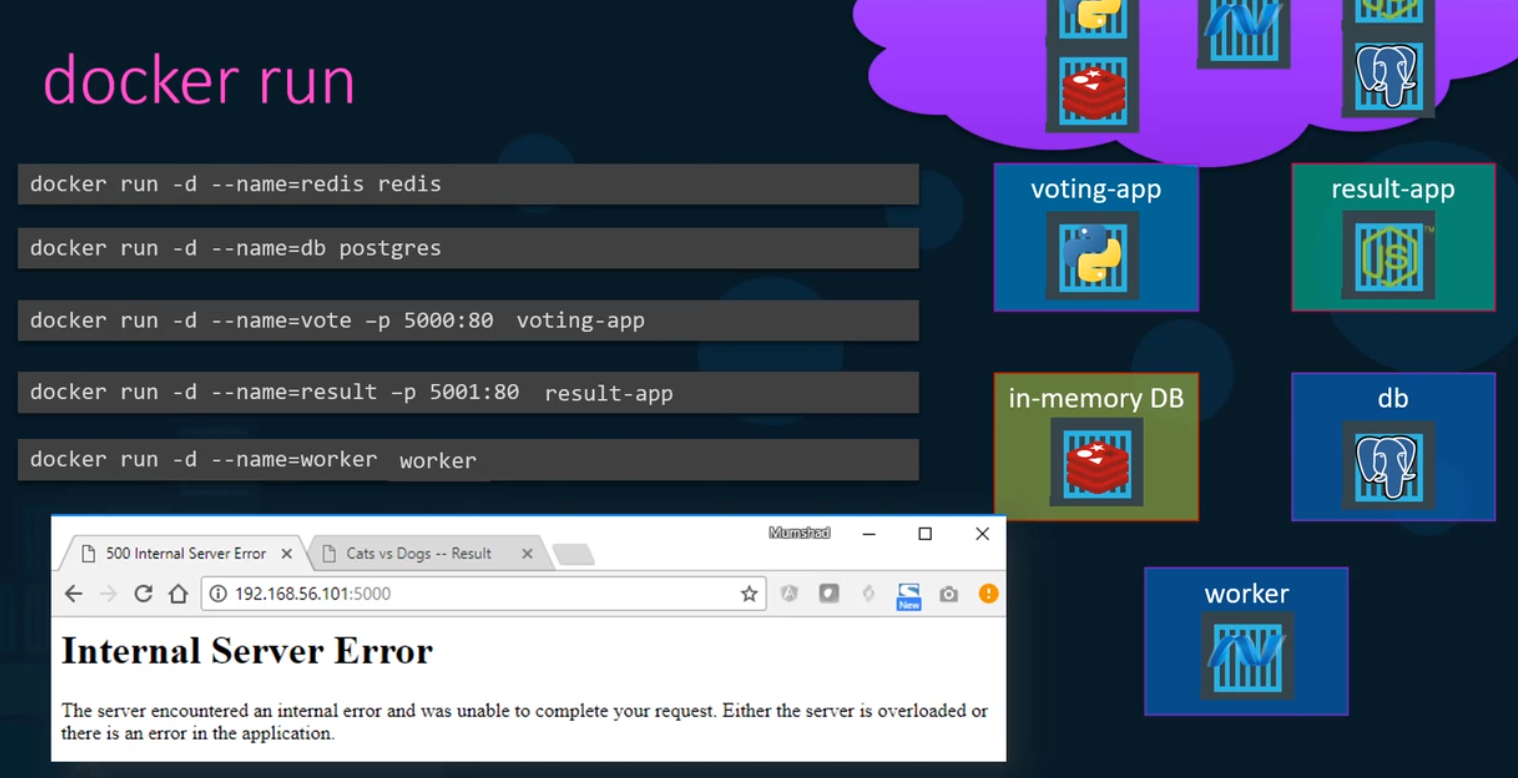 docker run
docker run -d --name=redis redis
docker run -d --name=db postgres
docker run -d --name=vote –p 5000:80 voting-app
docker run -d --name=result –p 5001:80 result-app
docker run -d --name=worker worker
voting-app
result-app
JS
TM
in-memory DB
db
worker
Mumshad
500 Internal Server Error
Cats vs Dogs -- Result
192.168.56.101:5000
New
Internal Server Error
The server encountered an internal error and was unable to complete your request. Either the server is overloaded or
there is an error in the application.